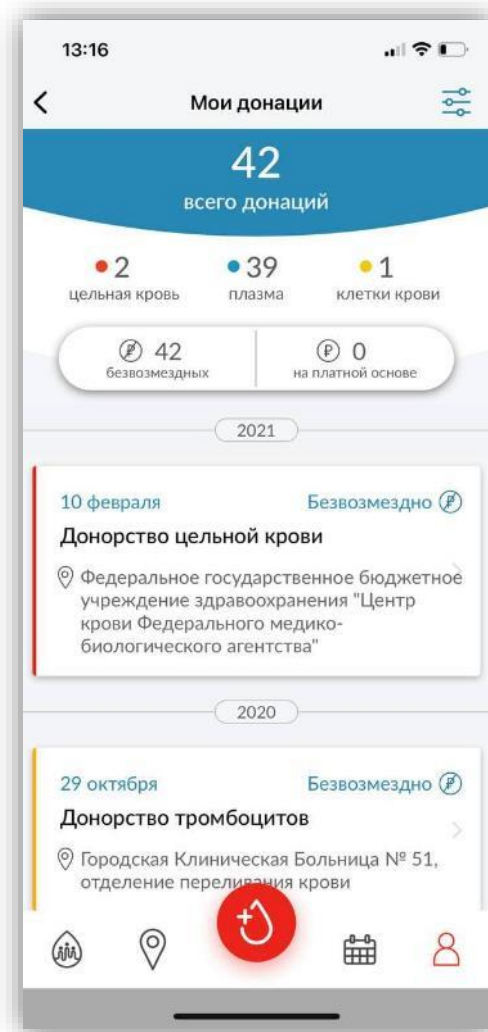 13:16
Мои донации
42
всего донаций
2
цельная кровь
39
плазма
1
клетки крови
42
безвозмездных
0
на платной основе
2021
10 февраля
Безвозмездно
Донорство цельной крови
Федеральное государственное бюджетное
учреждение здравоохранения "Центр
крови Федерального медико-
биологического агентства"
2020
29 октября
Безвозмездно
Донорство тромбоцитов
Городская Клиническая Больница № 51,
отделение переливания крови